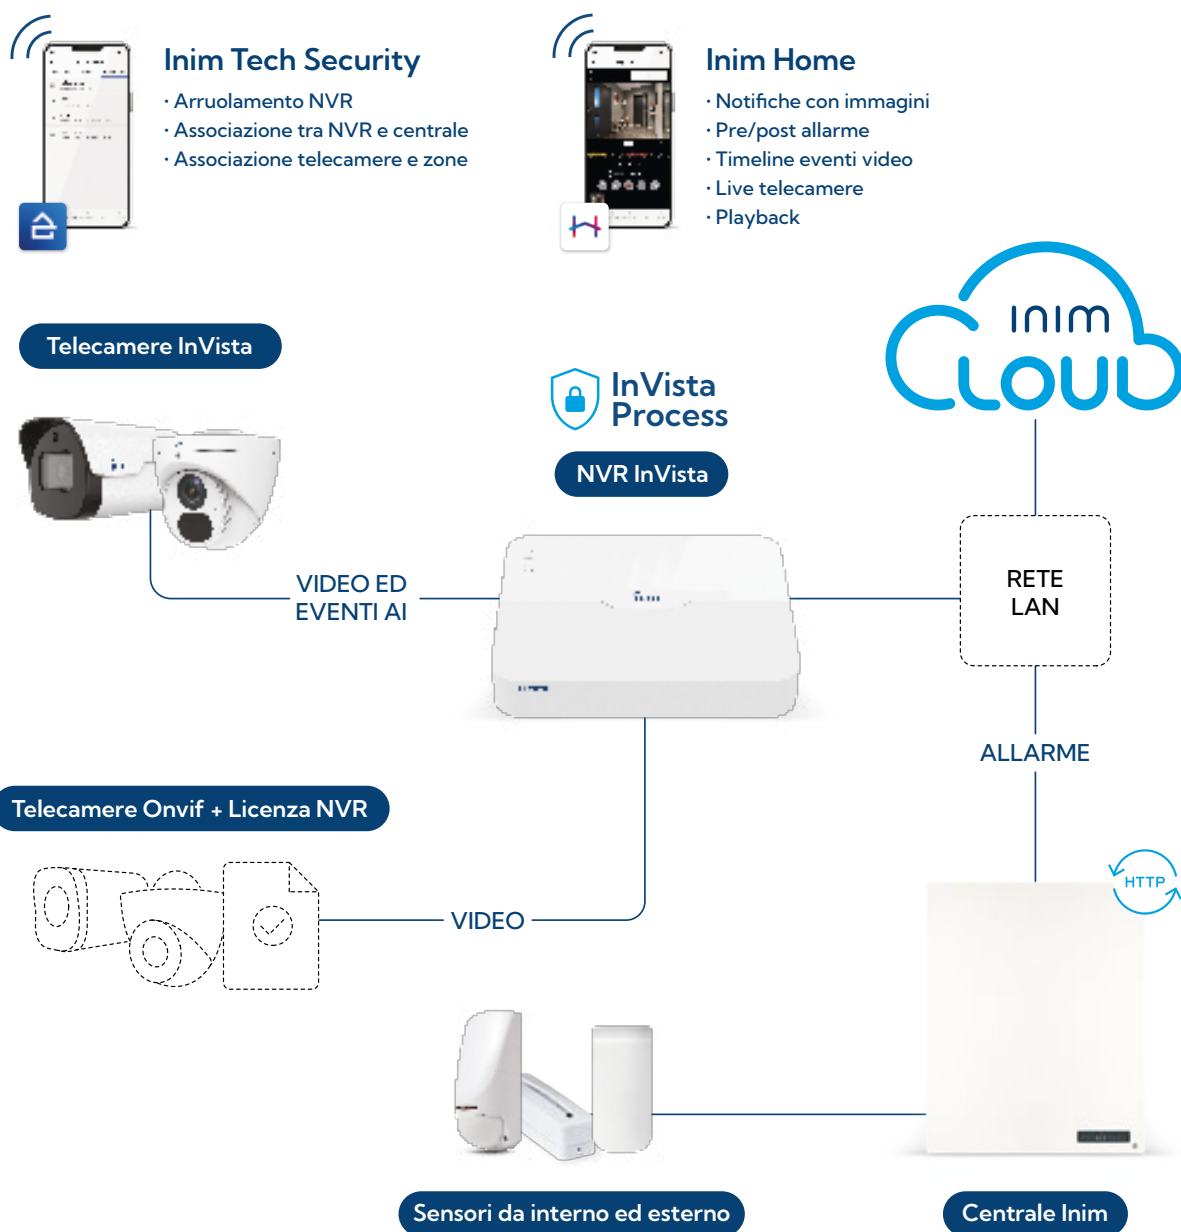 Inim Tech Security
· Arruolamento NVR
· Associazione tra NVR e centrale
· Associazione telecamere e zone
Inim Home
· Notifiche con immagini
· Pre/post allarme
· Timeline eventi video
· Live telecamere
· Playback
INIM
CLOUD
Telecamere InVista
InVista
Process
NVR InVista
VIDEO ED
EVENTI AI
RETE
LAN
ALLARME
Telecamere Onvif + Licenza NVR
HTTP
VIDEO
Sensori da interno ed esterno
Centrale Inim